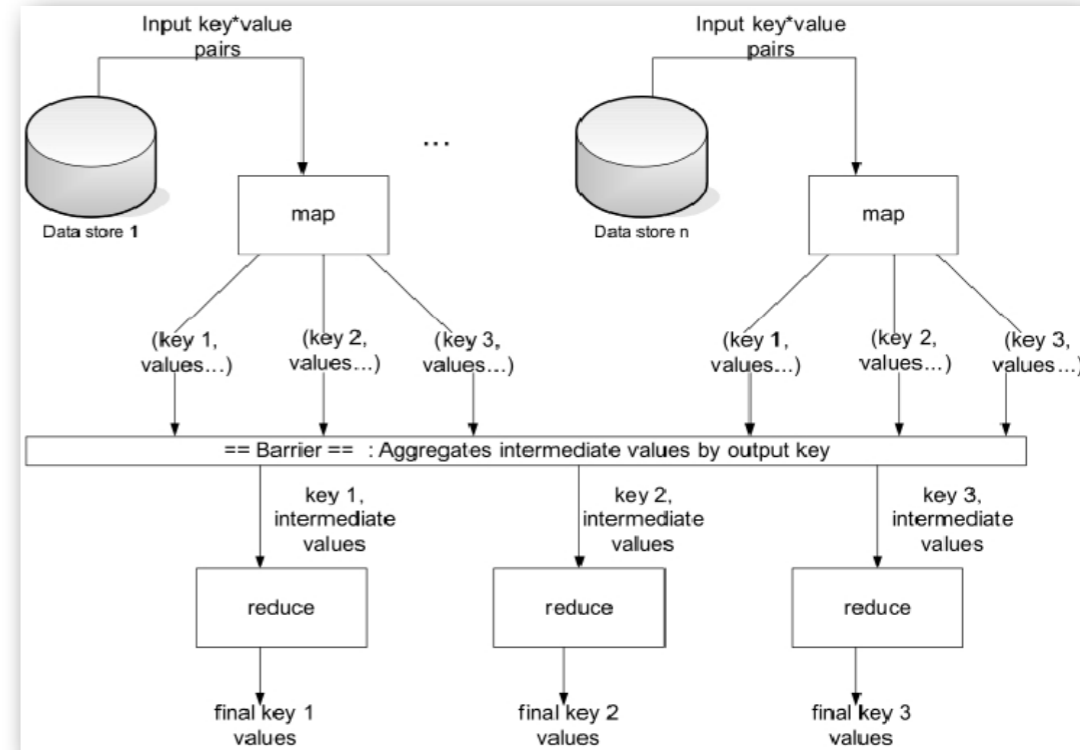 Input key*value
pairs
Input key*value
pairs
...
map
map
Data store 1
Data store n
(key 1,
values...)
(key 2,
values...)
(key 3,
values...)
(key 1,
values...)
(key 2,
values...)
(key 3,
values...)
== Barrier == : Aggregates intermediate values by output key
key 1,
intermediate
values
key 2,
intermediate
values
key 3,
intermediate
values
reduce
reduce
reduce
final key 1
values
final key 2
values
final key 3
values